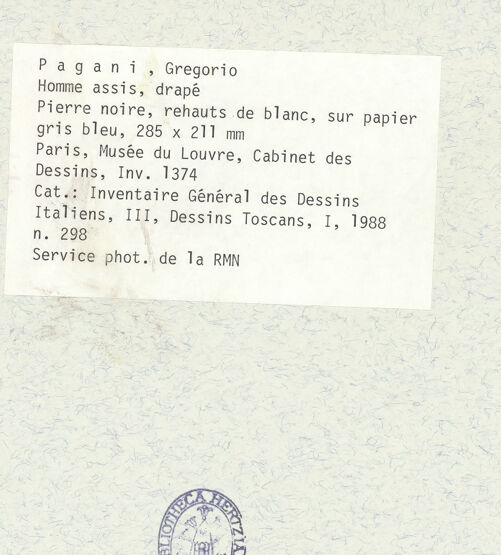 P a g a n i , Gregorio
Homme assis, drapé
Pierre noire, rehauts de blanc, sur papier
gris bleu, 285 x 211 mm
Paris, Musée du Louvre, Cabinet des
Dessins, Inv. 1374
Cat.: Inventaire Général des Dessins
Italiens, III, Dessins Toscans, I, 1988
n. 298
Service phot. de la RMN
BLIOTHECA HERTZIA